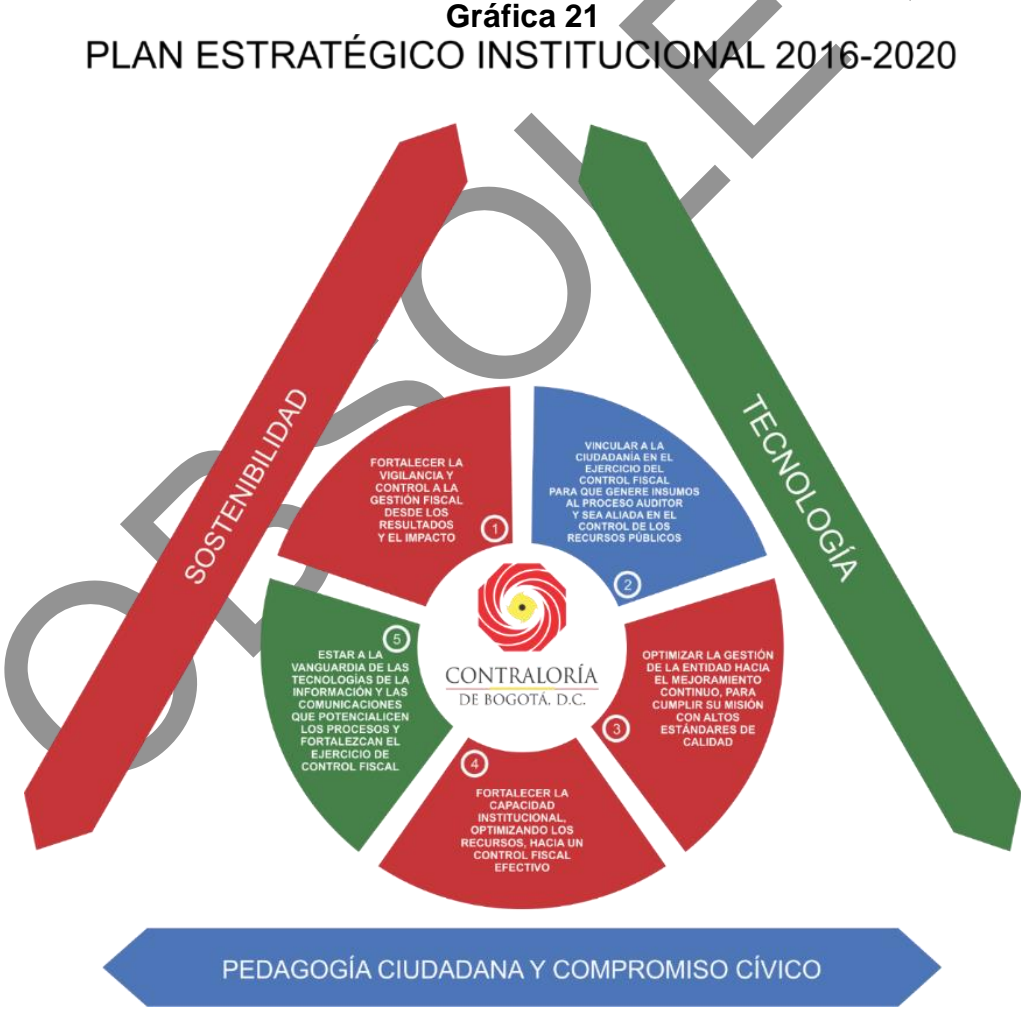 Gráfica 21
PLAN ESTRATÉGICO INSTITUCIONAL 2016-2020
SOSTENIBILIDAD
TECNOLOGÍA
FORTALECER LA
VIGILANCIA Y
CONTROL A LA
GESTIÓN FISCAL
DESDE LOS
RESULTADOS
Y EL IMPACTO
1
VINCULAR A LA
CIUDADANÍA EN EL
EJERCICIO DEL
CONTROL FISCAL
PARA QUE GENERE INSUMOS
AL PROCESO AUDITOR
Y SEA ALIADA EN EL
CONTROL DE LOS
RECURSOS PÚBLICOS
2
OPTIMIZAR LA GESTIÓN
DE LA ENTIDAD HACIA
EL MEJORAMIENTO
CONTINUO, PARA
CUMPLIR SU MISIÓN
CON ALTOS
ESTÁNDARES DE
CALIDAD
3
4
FORTALECER LA
CAPACIDAD
INSTITUCIONAL,
OPTIMIZANDO LOS
RECURSOS, HACIA UN
CONTROL FISCAL
EFECTIVO
5
ESTAR A LA
VANGUARDIA DE LAS
TECNOLOGÍAS DE LA
INFORMACIÓN Y LAS
COMUNICACIONES
QUE POTENCIALICEN
LOS PROCESOS Y
FORTALEZCAN EL
EJERCICIO DE
CONTROL FISCAL
CONTRALORÍA
DE BOGOTÁ, D.C.
PEDAGOGÍA CIUDADANA Y COMPROMISO CÍVICO
OBSOLE